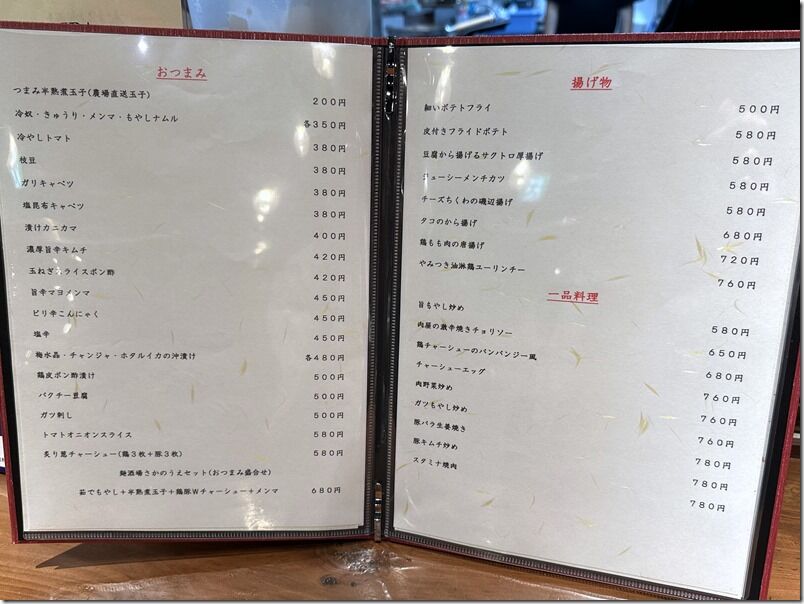 おつまみ
つまみ半熟煮玉子(農場直送玉子) 200円
冷奴・きゅうり・メンマ・もやしナムル 各350円
冷やしトマト 380円
枝豆 380円
ガリキャベツ 380円
塩昆布キャベツ 380円
漬けカニカマ 400円
濃厚旨辛キムチ 420円
玉ねぎスライスポン酢 420円
旨辛マヨメンマ 450円
ピリ辛こんにゃく 450円
塩辛 450円
梅水晶・チャンジャ・ホタルイカの沖漬け 各480円
鶏皮ポン酢漬け 500円
パクチー豆腐 500円
ガツ刺し 500円
トマトオニオンスライス 580円
炙り葱チャーシュー(鶏3枚+豚3枚) 580円
麺酒場さかのうえセット(おつまみ盛合せ)
茹でもやし+半熟煮玉子+鶏豚Wチャーシュー+メンマ 680円
揚げ物
細いポテトフライ 500円
皮付きフライドポテト 580円
豆腐から揚げるサクトロ厚揚げ 580円
ジューシーメンチカツ 580円
チーズちくわの磯辺揚げ 580円
タコのから揚げ 680円
鶏もも肉の唐揚げ 720円
やみつき油淋鶏ユーリンチー 760円
一品料理
旨もやし炒め 580円
肉屋の激辛焼きチョリソー 650円
鶏チャーシューのバンバンジー風 680円
チャーシューエッグ 760円
肉野菜炒め 760円
ガツもやし炒め 760円
豚バラ生姜焼き 780円
豚キムチ炒め 780円
スタミナ焼肉 780円